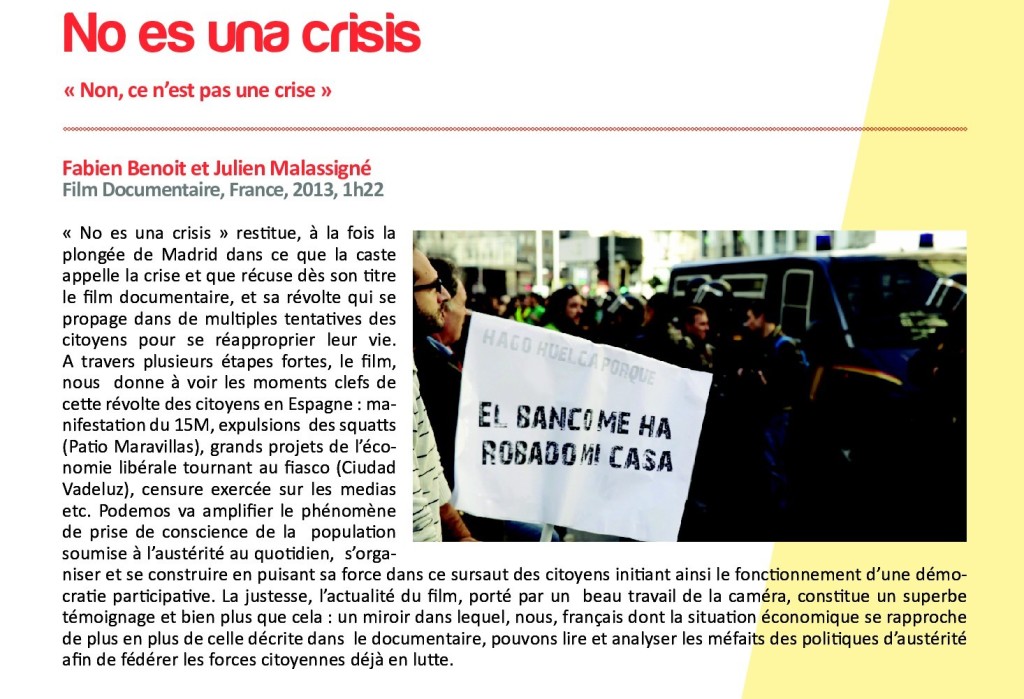 No es una crisis
« Non, ce n’est pas une crise »
Fabien Benoit et Julien Malassigné
Film Documentaire, France, 2013, 1h22
« No es una crisis » restitue, à la fois la
plongée de Madrid dans ce que la caste
appelle la crise et que récuse dès son titre
le film documentaire, et sa révolte qui se
propage dans de multiples tentatives des
citoyens pour se réapproprier leur vie.
A travers plusieurs étapes fortes, le film,
nous donne à voir les moments clefs de
cette révolte des citoyens en Espagne : ma-
nifestation du 15M, expulsions des squatts
(Patio Maravillas), grands projets de l’éco-
nomie libérale tournant au fiasco (Ciudad
Vadeluz), censure exercée sur les medias
etc. Podemos va amplifier le phénomène
de prise de conscience de la population
soumise à l’austérité au quotidien, s’orga-
niser et se construire en puisant sa force dans ce sursaut des citoyens initiant ainsi le fonctionnement d’une démo-
cratie participative. La justesse, l’actualité du film, porté par un beau travail de la caméra, constitue un superbe
témoignage et bien plus que cela : un miroir dans lequel, nous, français dont la situation économique se rapproche
de plus en plus de celle décrite dans le documentaire, pouvons lire et analyser les méfaits des politiques d’austérité
afin de fédérer les forces citoyennes déjà en lutte.
HAGO HUELGA PORQUE
EL BANCO ME HA
ROBADO MI CASA